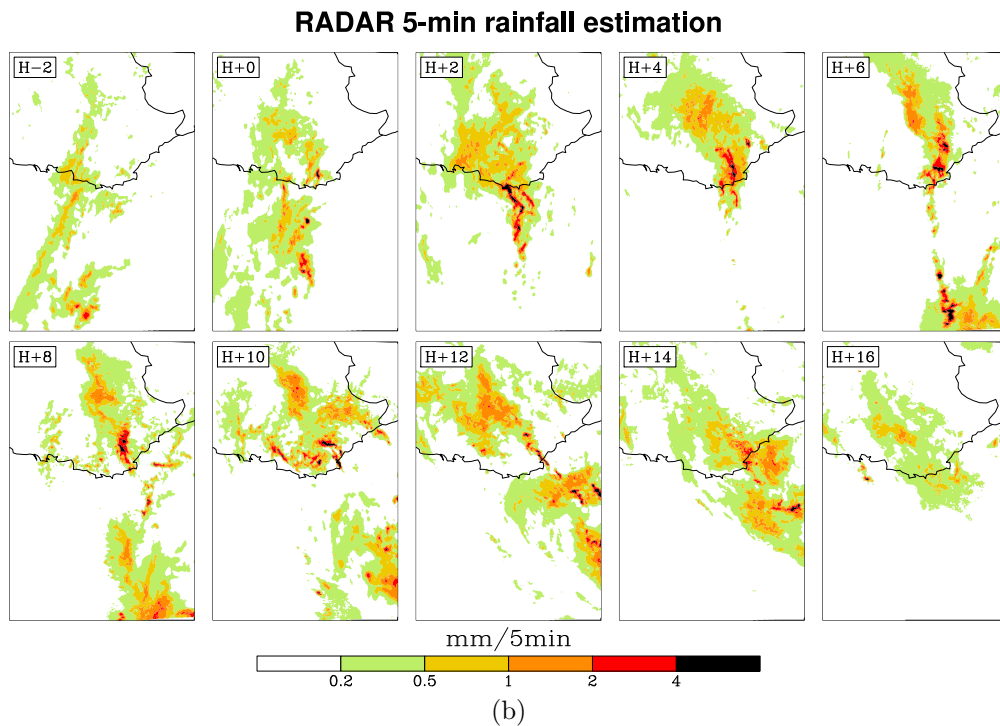 RADAR 5-min rainfall estimation
H−2 H+0 H+2 H+4 H+6
H+8 H+10 H+12 H+14 H+16
mm/5min
0.2 0.5 1 2 4
(b)